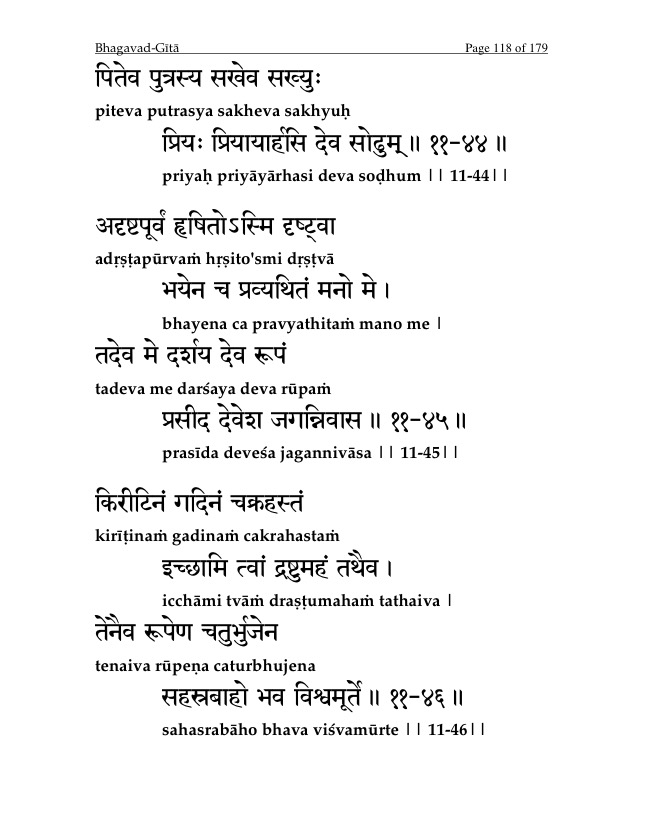 Bhagavad-Gītā Page 118 of 179
पितेव पुत्रस्य सखेव सख्युः
piteva putrasya sakheva sakhyuḥ
प्रियः प्रियायार्हसि देव सोढुम् ॥ ११-४४ ॥
priyaḥ priyāyārhasi deva soḍhum || 11-44||
अदृष्टपूर्वं हृषितोऽस्मि दृष्ट्वा
adṛṣṭapūrvaṁ hṛṣito'smi dṛṣṭvā
भयेन च प्रव्यथितं मनो मे ।
bhayena ca pravyathitaṁ mano me |
तदेव मे दर्शय देव रूपं
tadeva me darśaya deva rūpaṁ
प्रसीद देवेश जगन्निवास ॥ ११-४५ ॥
prasīda deveśa jagannivāsa || 11-45||
किरीटिनं गदिनं चक्रहस्तं
kirīṭinaṁ gadinaṁ cakrahastaṁ
इच्छामि त्वां द्रष्टुमहं तथैव ।
icchāmi tvāṁ draṣṭumahaṁ tathaiva |
तेनैव रूपेण चतुर्भुजेन
tenaiva rūpeṇa caturbhujena
सहस्रबाहो भव विश्वमूर्ते ॥ ११-४६ ॥
sahasrabāho bhava viśvamūrte || 11-46||